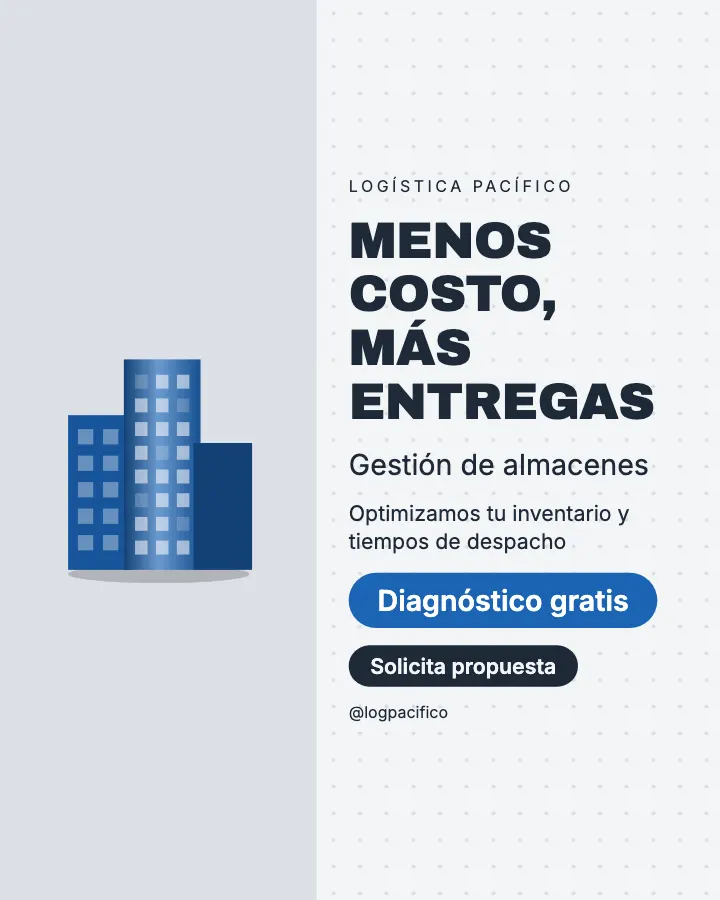 LOGÍSTICA PACÍFICO
MENOS
COSTO,
MÁS
ENTREGAS
Gestión de almacenes
Optimizamos tu inventario y
tiempos de despacho
Diagnóstico gratis
Solicita propuesta
@logpacifico